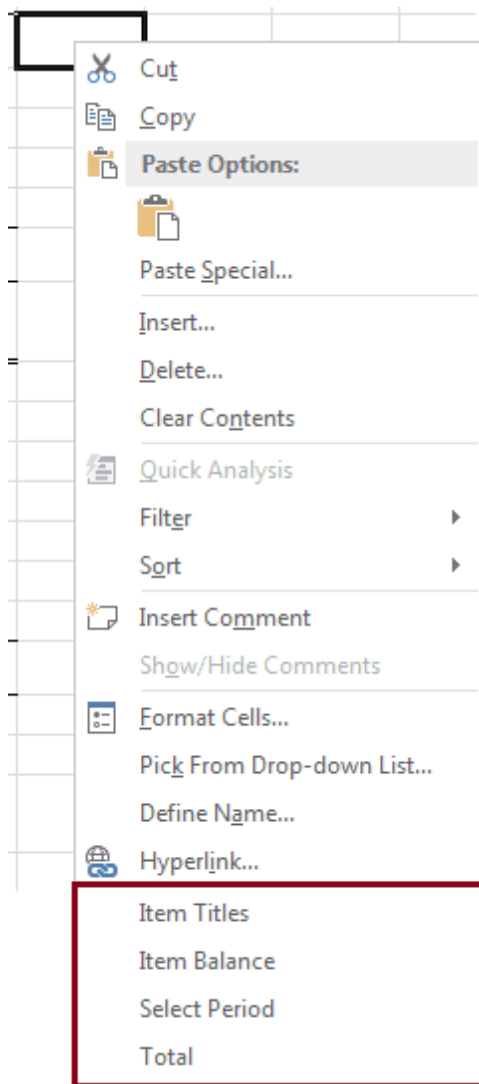 Cut
Copy
Paste Options:
Paste Special...
Insert...
Delete...
Clear Contents
Quick Analysis
Filter
Sort
Insert Comment
Show/Hide Comments
Format Cells...
Pick From Drop-down List...
Define Name...
Hyperlink...
Item Titles
Item Balance
Select Period
Total